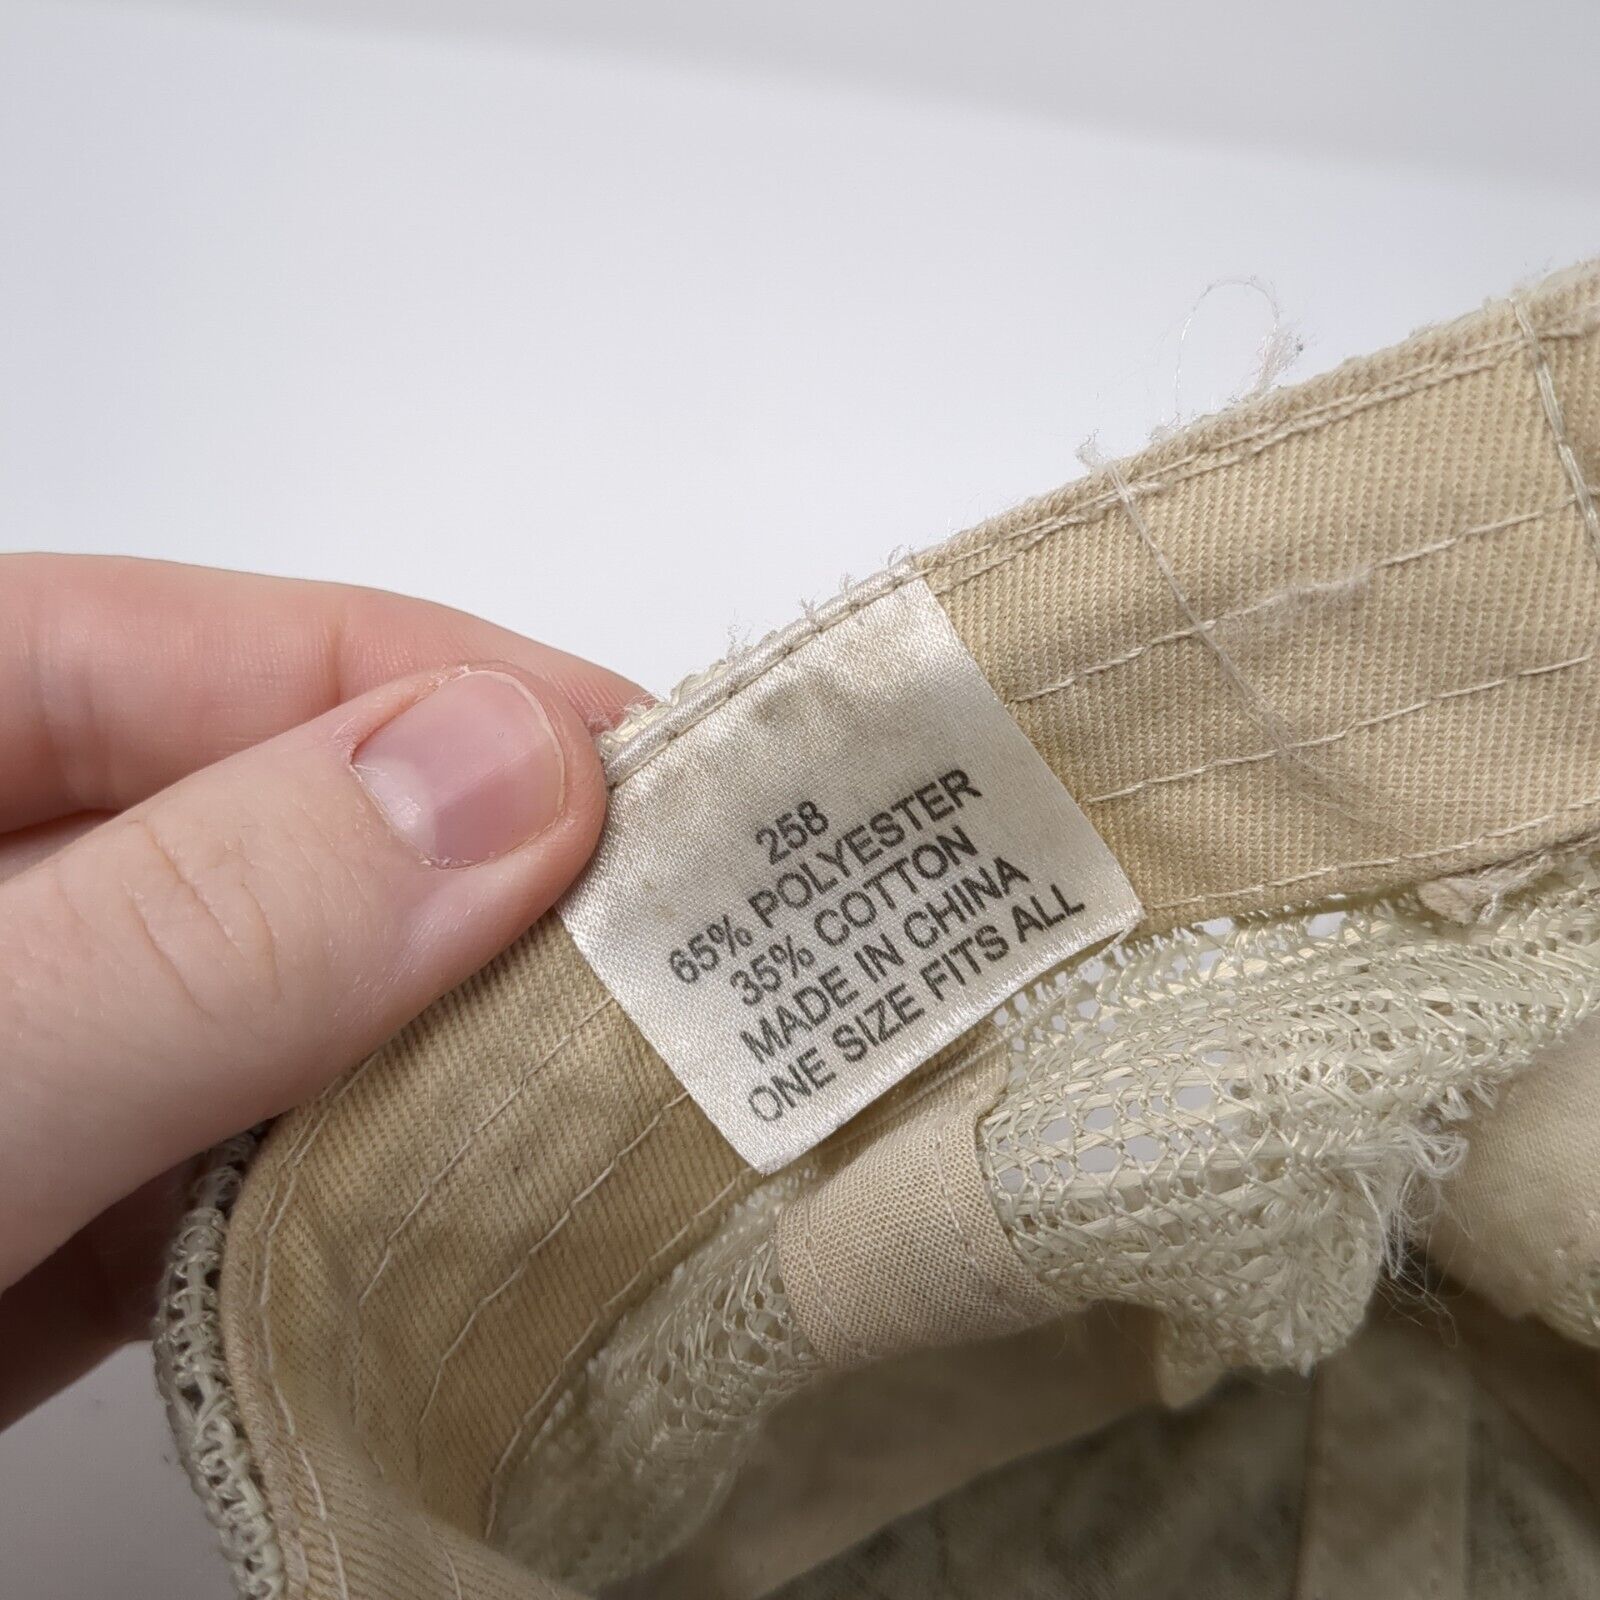 258
65% POLYESTER
35% COTTON
MADE IN CHINA
ONE SIZE FITS ALL